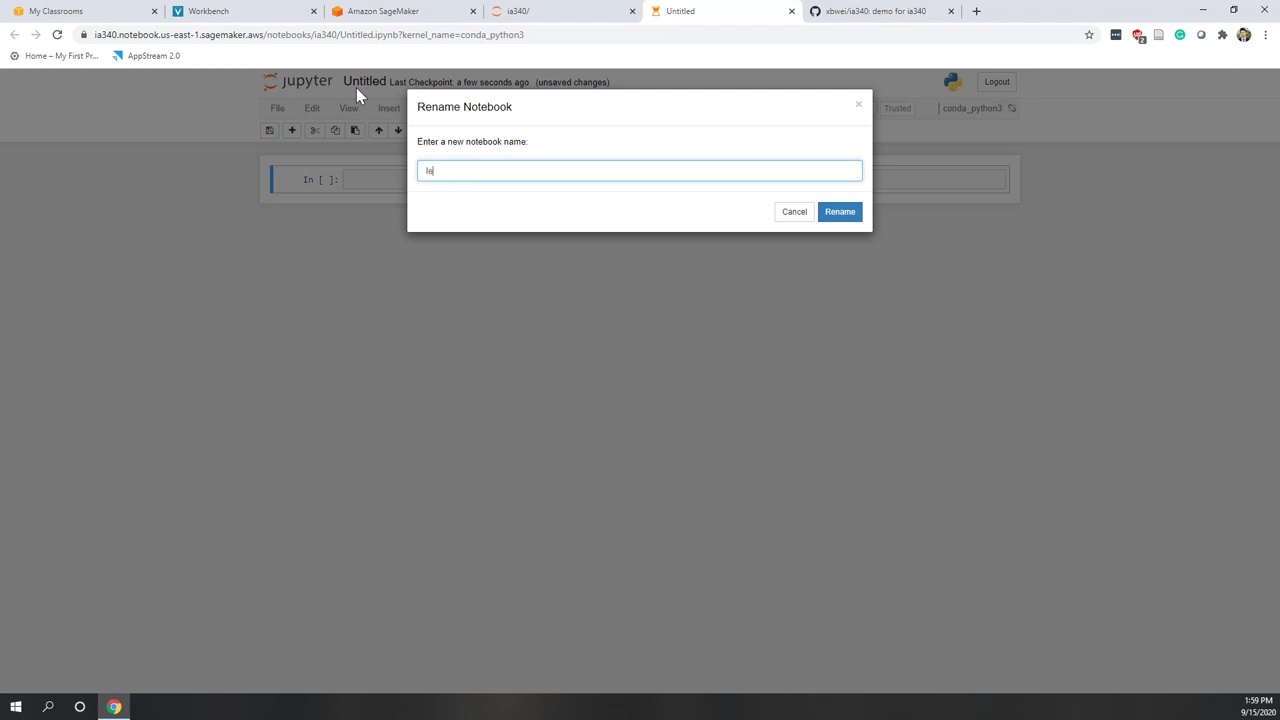 My Classrooms
Workbench
Amazon SageMaker
ia340/
Untitled
xbwei/ia340: demo for ia340
ia340.notebook.us-east-1.sagemaker.aws/notebooks/ia340/Untitled.ipynb?kernel_name=conda_python3
2
Home – My First Pr...
AppStream 2.0
jupyter Untitled Last Checkpoint: a few seconds ago (unsaved changes)
Logout
File Edit View Insert
Trusted
conda_python3
Rename Notebook
Enter a new notebook name:
le
Cancel
Rename
In [ ]:
1:59 PM
9/15/2020